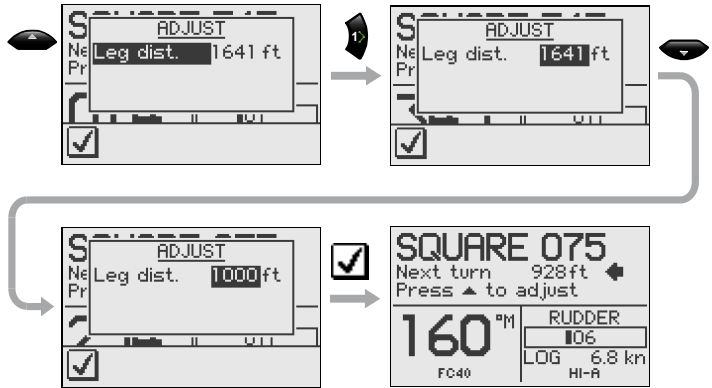 ADJUST
Leg dist. 1641 ft
1
ADJUST
Leg dist. 1641 ft
ADJUST
Leg dist. 1000 ft
SQUARE 075
Next turn 928ft
Press ▲ to adjust
160 °M
FC40
RUDDER
06
LOG 6.8 kn
HI-A